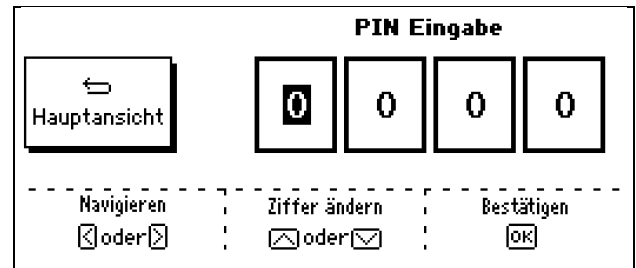 PIN Eingabe
Hauptansicht
0 0 0 0
Navigieren
oder
Ziffer ändern
oder
Bestätigen
OK